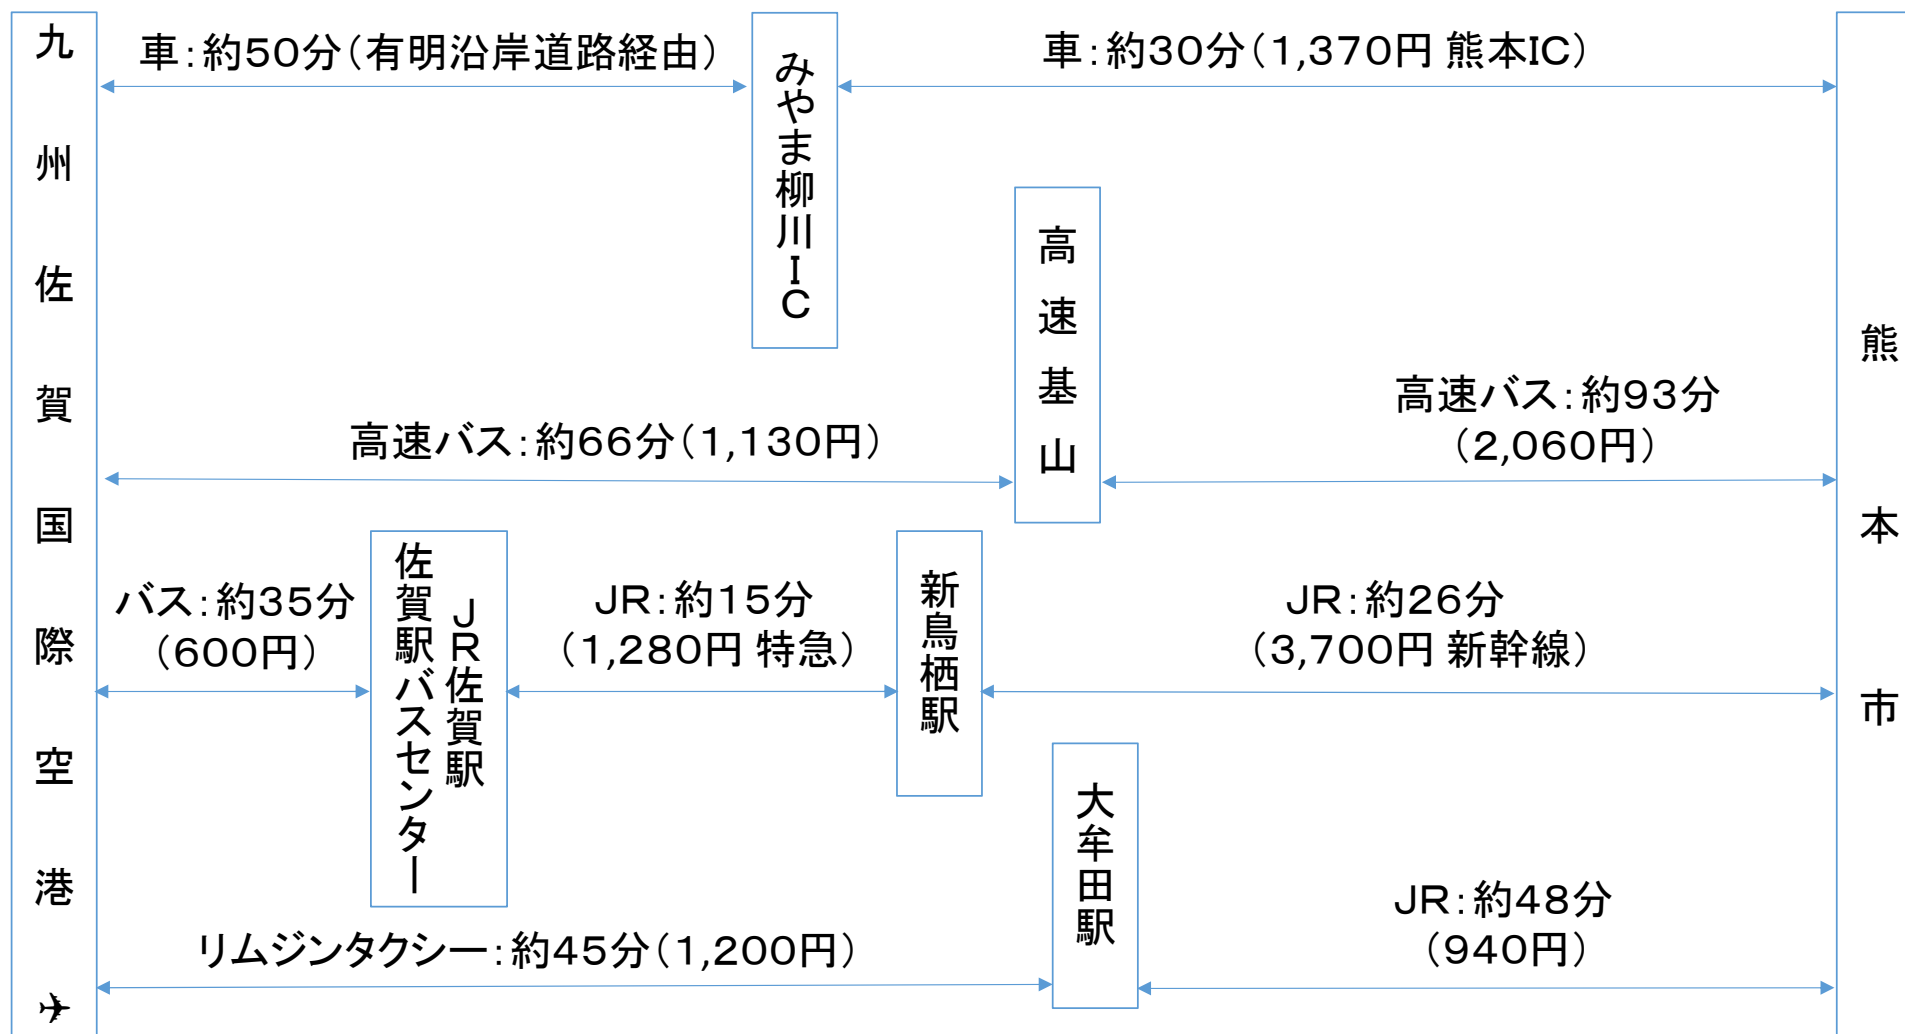 九州佐賀国際空港✈
車：約50分（有明沿岸道路経由）
みやま柳川IC
車：約30分（1,370円 熊本IC）
熊本市
高速バス：約66分（1,130円）
高速基山
高速バス：約93分
（2,060円）
バス：約35分
（600円）
JR佐賀駅
佐賀駅バスセンター
JR：約15分
（1,280円 特急）
新鳥栖駅
JR：約26分
（3,700円 新幹線）
リムジンタクシー：約45分（1,200円）
大牟田駅
JR：約48分
（940円）